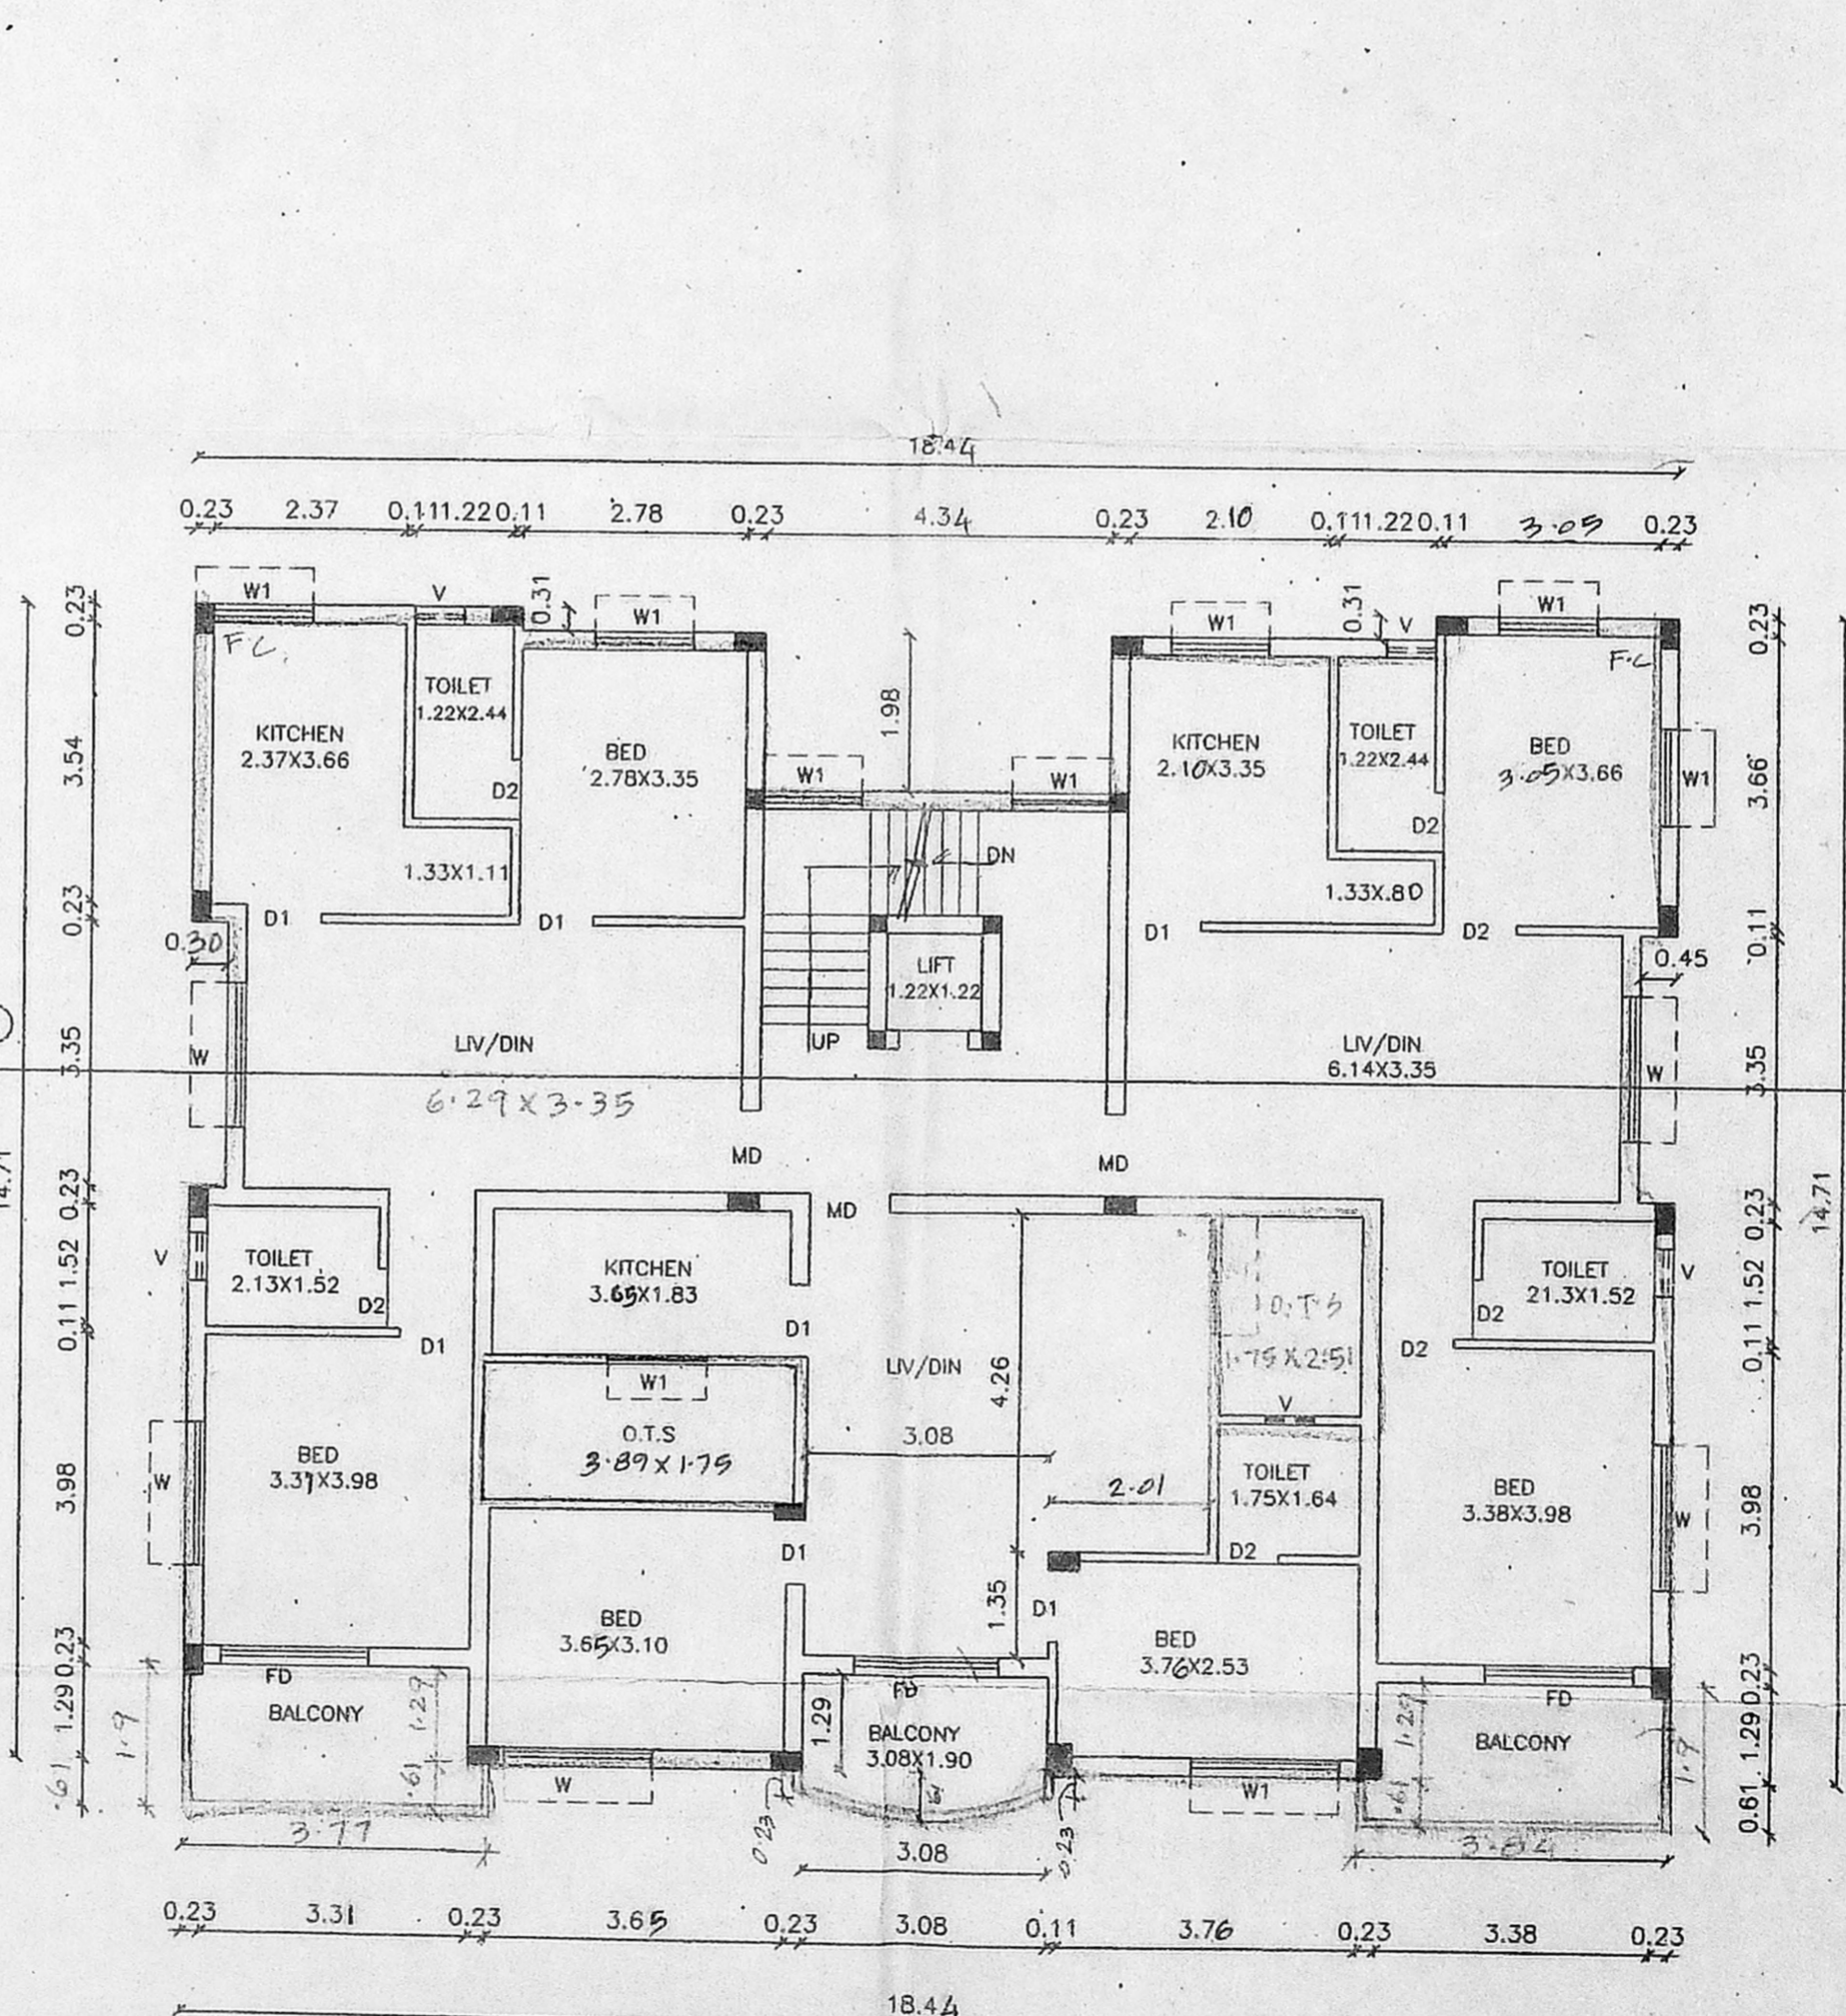 18.44
0.23 2.37 0.11 1.22 0.11 2.78 0.23 4.34 0.23 2.10 0.11 1.22 0.11 3.05 0.23
W1 V 0.31 W1 W1 0.31 V W1
0.23 0.23
F.C.
F.C
TOILET
1.22X2.44
KITCHEN
2.37X3.66
BED
2.78X3.35
D2
1.33X1.11
D1 D1
3.54
0.23
0.30
1.98
W1 W1
DN
UP
LIFT
1.22X1.22
KITCHEN
2.10X3.35
TOILET
1.22X2.44
BED
3.05X3.66
W1
D2
1.33X.80
D1 D2
3.66
0.11
0.45
3.35
W
LIV/DIN
6.29X3.35
LIV/DIN
6.14X3.35
W
3.35
MD MD
MD
14.71
0.23
1.52
0.11
V
TOILET
2.13X1.52
D2
D1
KITCHEN
3.65X1.83
D1
W1
O.T.S
3.89X1.75
LIV/DIN
3.08
4.26
2.01
O.T.S
1.75X2.51
V
TOILET
1.75X1.64
D2
TOILET
21.3X1.52
D2
D2
V
0.23
1.52
0.11
14.71
BED
3.31X3.98
W
3.98
BED
3.65X3.10
D1
1.35
D1
BED
3.76X2.53
BED
3.38X3.98
W
3.98
FD
BALCONY
1.29
.61
0.23
1.29
.61
1.9
W
FD
BALCONY
3.08X1.90
1.29
.61
0.23
0.23
W1
FD
BALCONY
1.29
.61
0.23
1.29
0.61
1.9
3.77 3.08 3.84
0.23 3.31 0.23 3.65 0.23 3.08 0.11 3.76 0.23 3.38 0.23
18.44